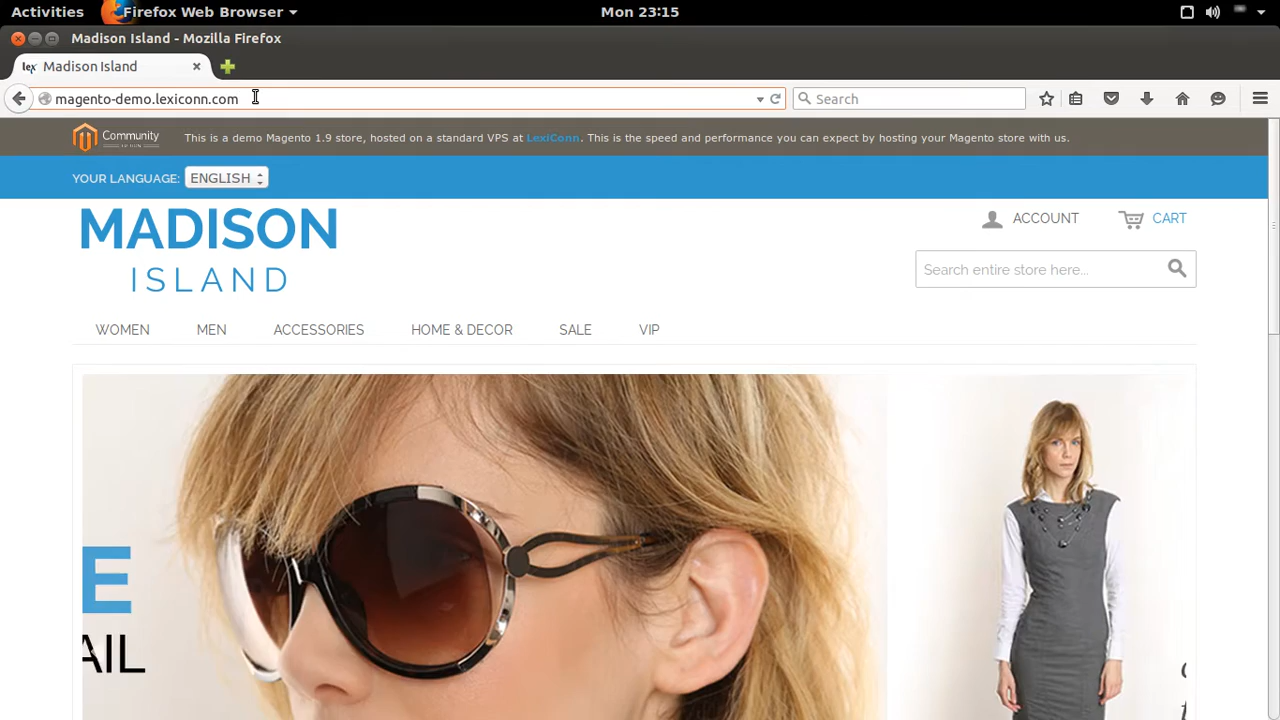 Activities Firefox Web Browser Mon 23:15
Madison Island - Mozilla Firefox
lex Madison Island
magento-demo.lexiconn.com Search
Community This is a demo Magento 1.9 store, hosted on a standard VPS at LexiConn. This is the speed and performance you can expect by hosting your Magento store with us.
YOUR LANGUAGE: ENGLISH
MADISON
ISLAND
ACCOUNT CART
Search entire store here...
WOMEN MEN ACCESSORIES HOME & DECOR SALE VIP
E
AIL